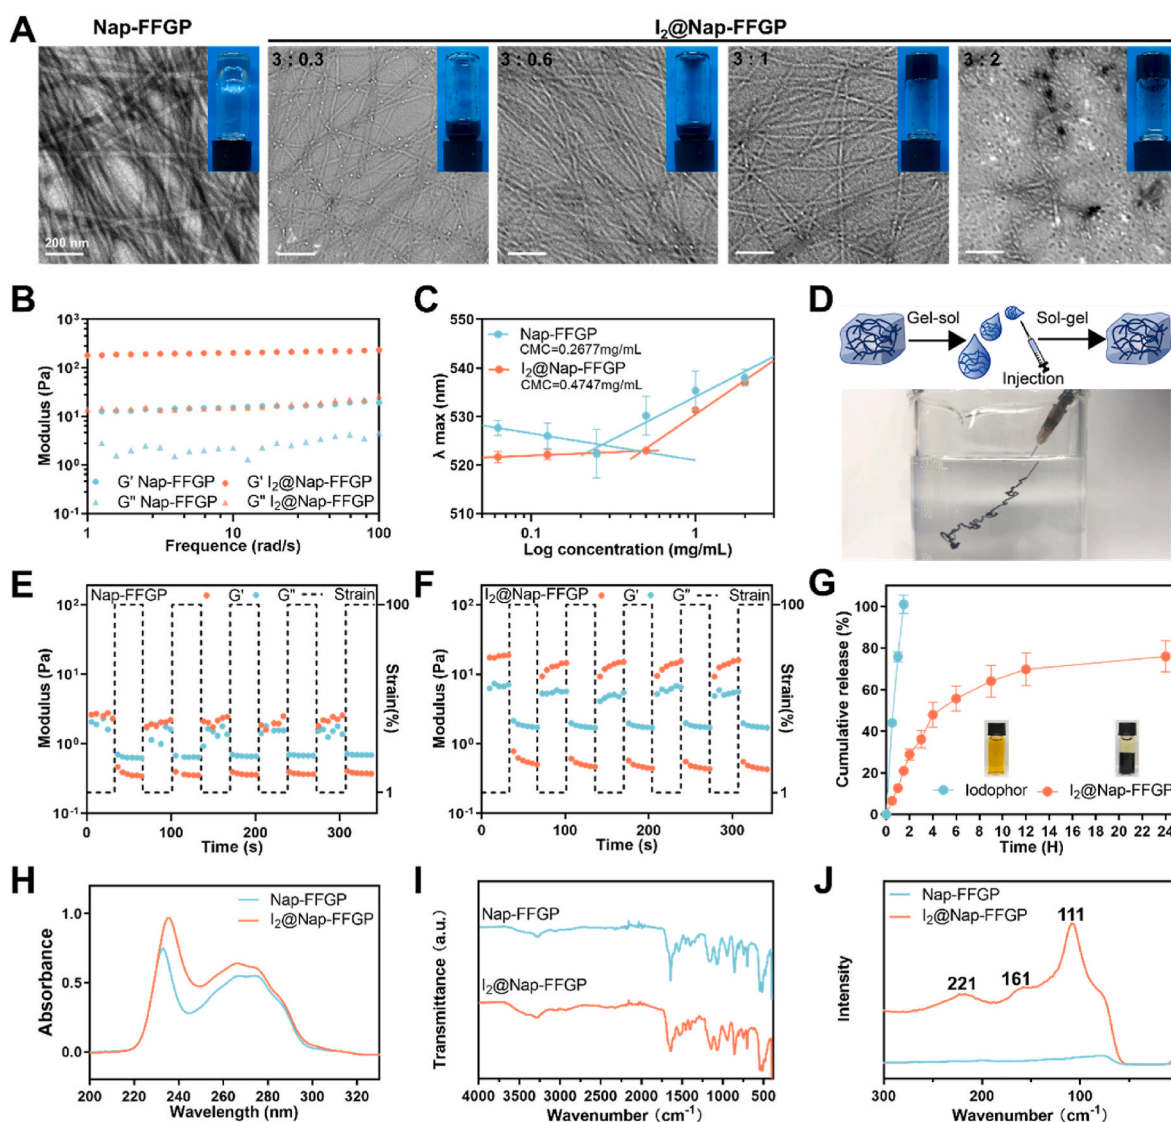 A
Nap-FFGP
I₂@Nap-FFGP
3 : 0.3
3 : 0.6
3 : 1
3 : 2
200 nm
B
Modulus (Pa)
10³
10²
10¹
10⁰
10⁻¹
G' Nap-FFGP
G' I₂@Nap-FFGP
G'' Nap-FFGP
G'' I₂@Nap-FFGP
1
10
100
Frequence (rad/s)
C
λ max (nm)
550
540
530
520
510
Nap-FFGP
CMC=0.2677mg/mL
I₂@Nap-FFGP
CMC=0.4747mg/mL
0.1
1
Log concentration (mg/mL)
D
Gel-sol
Sol-gel
Injection
E
Modulus (Pa)
10²
10¹
10⁰
10⁻¹
Nap-FFGP
G'
G''
Strain
100
1
Strain(%)
0
100
200
300
Time (s)
F
Modulus (Pa)
10²
10¹
10⁰
10⁻¹
I₂@Nap-FFGP
G'
G''
Strain
100
1
Strain(%)
0
100
200
300
Time (s)
G
Cumulative release (%)
100
80
60
40
20
0
Iodophor
I₂@Nap-FFGP
0 2 4 6 8 10 12 14 16 18 20 22 24
Time (H)
H
Absorbance
1.0
0.5
0.0
Nap-FFGP
I₂@Nap-FFGP
200 220 240 260 280 300 320
Wavelength (nm)
I
Transmittance (a.u.)
Nap-FFGP
I₂@Nap-FFGP
4000 3500 3000 2500 2000 1500 1000 500
Wavenumber（cm⁻¹）
J
Intensity
Nap-FFGP
I₂@Nap-FFGP
111
161
221
300
200
100
Wavenumber（cm⁻¹）